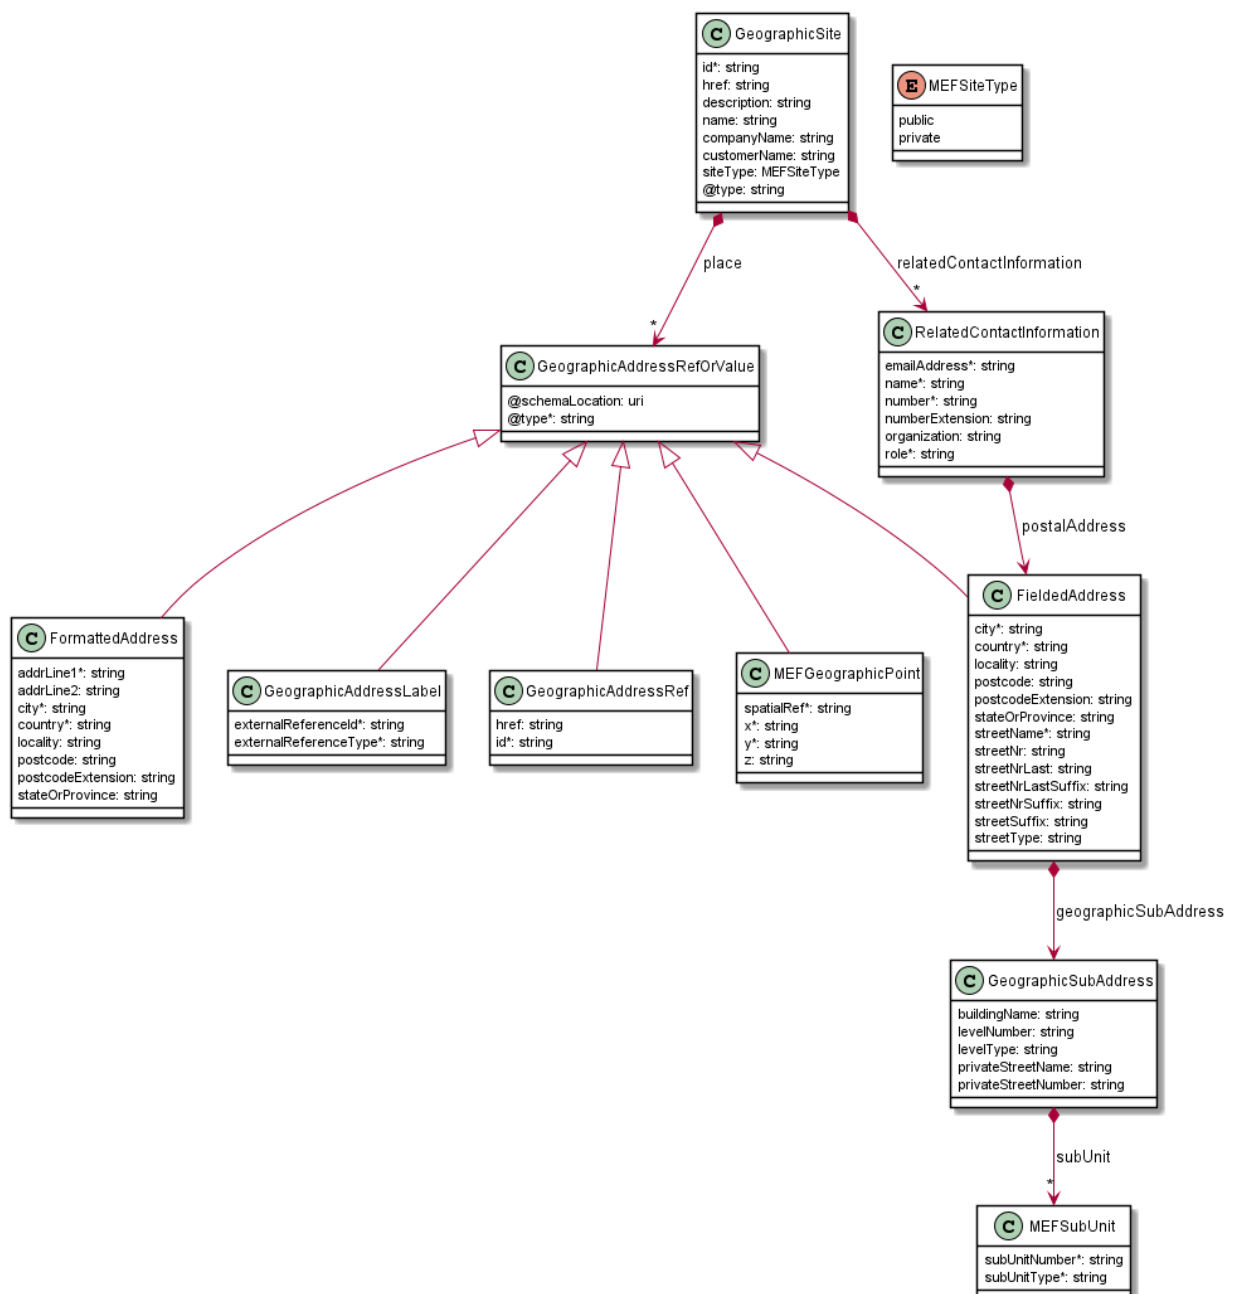 C GeographicSite
id*: string
href: string
description: string
name: string
companyName: string
customerName: string
siteType: MEFSiteType
@type: string
E MEFSiteType
public
private
place
relatedContactInformation
*
*
C GeographicAddressRefOrValue
@schemaLocation: uri
@type*: string
C RelatedContactInformation
emailAddress*: string
name*: string
number*: string
numberExtension: string
organization: string
role*: string
postalAddress
C FormattedAddress
addrLine1*: string
addrLine2: string
city*: string
country*: string
locality: string
postcode: string
postcodeExtension: string
stateOrProvince: string
C GeographicAddressLabel
externalReferenceId*: string
externalReferenceType*: string
C GeographicAddressRef
href: string
id*: string
C MEFGeographicPoint
spatialRef*: string
x*: string
y*: string
z: string
C FieldedAddress
city*: string
country*: string
locality: string
postcode: string
postcodeExtension: string
stateOrProvince: string
streetName*: string
streetNr: string
streetNrLast: string
streetNrLastSuffix: string
streetNrSuffix: string
streetSuffix: string
streetType: string
geographicSubAddress
C GeographicSubAddress
buildingName: string
levelNumber: string
levelType: string
privateStreetName: string
privateStreetNumber: string
subUnit
*
C MEFSubUnit
subUnitNumber*: string
subUnitType*: string